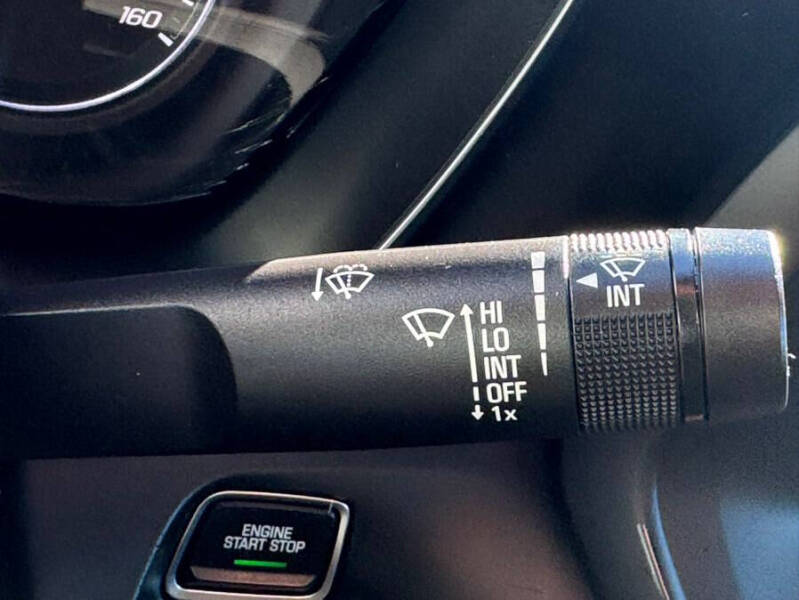 160
HI
LO
INT
OFF
1x
INT
ENGINE
START STOP